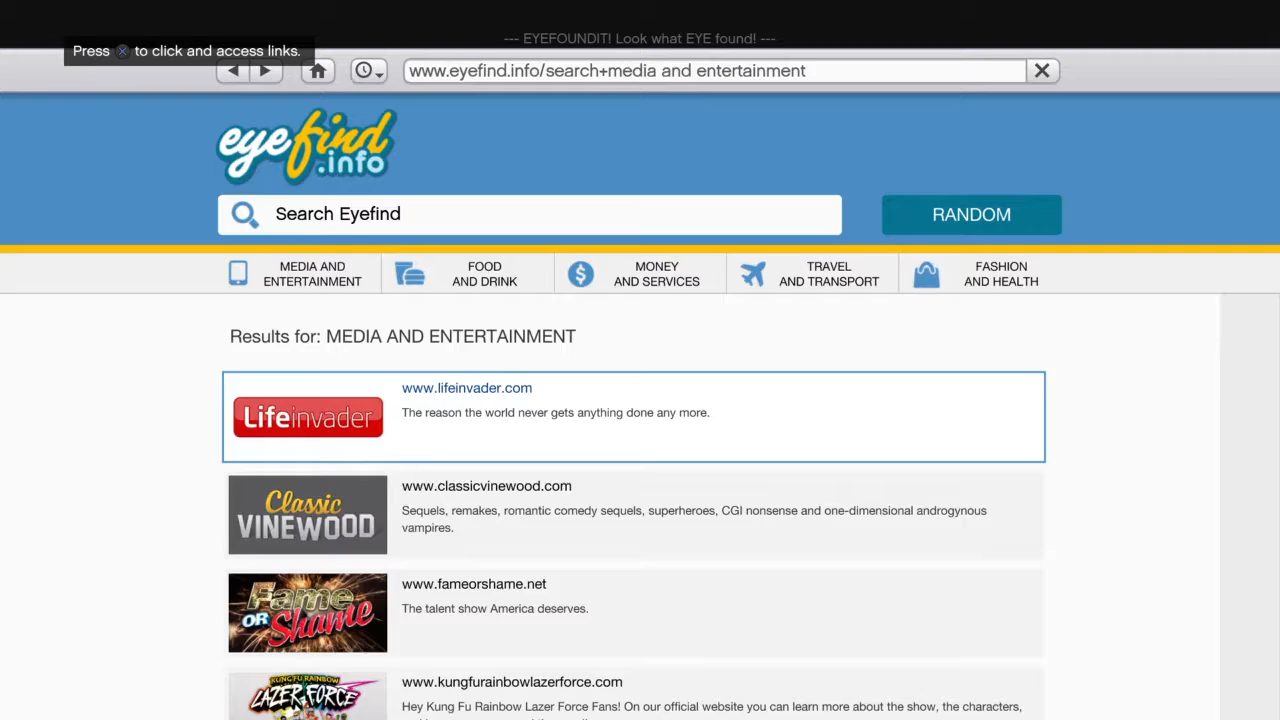 --- EYEFOUNDIT! Look what EYE found! ---
Press ⓧ to click and access links.
www.eyefind.info/search+media and entertainment
eyefind
.info
Search Eyefind
RANDOM
MEDIA AND
ENTERTAINMENT
FOOD
AND DRINK
MONEY
AND SERVICES
TRAVEL
AND TRANSPORT
FASHION
AND HEALTH
Results for: MEDIA AND ENTERTAINMENT
Lifeinvader
www.lifeinvader.com
The reason the world never gets anything done any more.
Classic
VINEWOOD
www.classicvinewood.com
Sequels, remakes, romantic comedy sequels, superheroes, CGI nonsense and one-dimensional androgynous
vampires.
Fame
OR Shame
www.fameorshame.net
The talent show America deserves.
KUNG FU RAINBOW
LAZER FORCE
www.kungfurainbowlazerforce.com
Hey Kung Fu Rainbow Lazer Force Fans! On our official website you can learn more about the show, the characters,